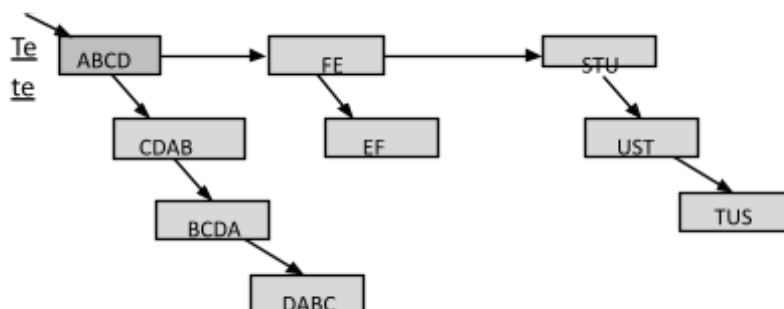 Te
te
ABCD FE STU
CDAB EF UST
BCDA TUS
DABC